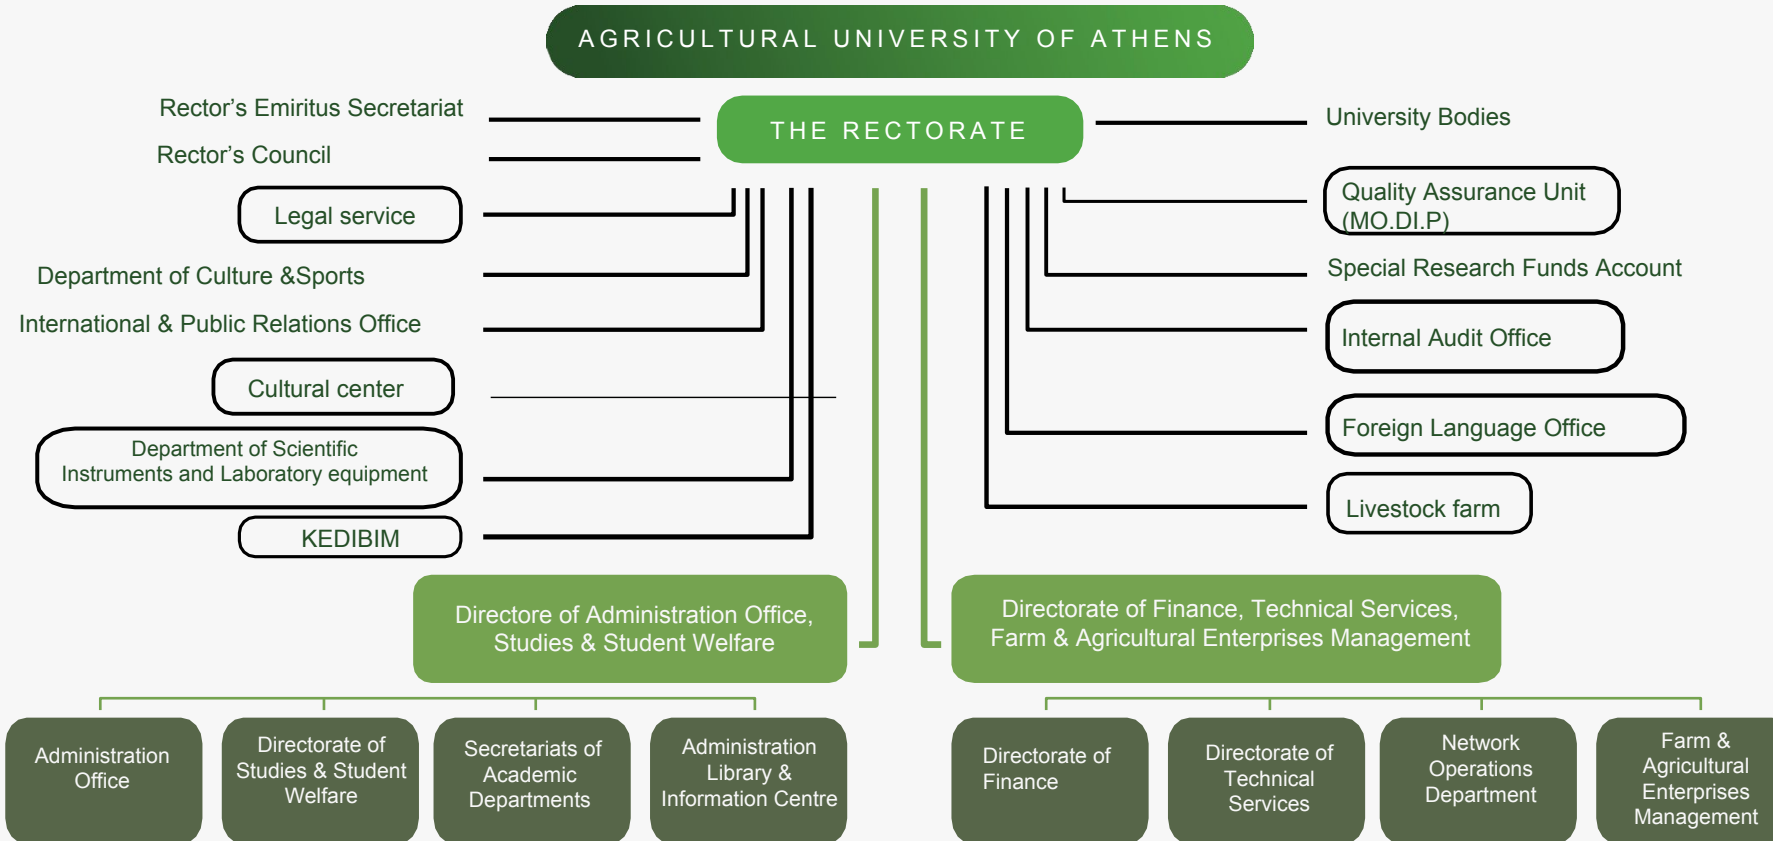 AGRICULTURAL UNIVERSITY OF ATHENS
THE RECTORATE
Rector's Emiritus Secretariat
Rector's Council
Legal service
Department of Culture &Sports
International & Public Relations Office
Cultural center
Department of Scientific
Instruments and Laboratory equipment
KEDIBIM
University Bodies
Quality Assurance Unit
(MO.DI.P)
Special Research Funds Account
Internal Audit Office
Foreign Language Office
Livestock farm
Directore of Administration Office,
Studies & Student Welfare
Directorate of Finance, Technical Services,
Farm & Agricultural Enterprises Management
Administration
Office
Directorate of
Studies & Student
Welfare
Secretariats of
Academic
Departments
Administration
Library &
Information Centre
Directorate of
Finance
Directorate of
Technical
Services
Network
Operations
Department
Farm &
Agricultural
Enterprises
Management